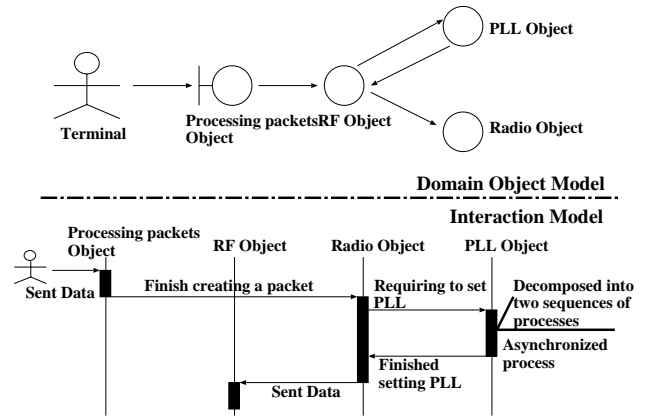 PLL Object
Terminal
Processing packets
Object
RF Object
Radio Object
Domain Object Model
Interaction Model
Processing packets
Object
RF Object
Radio Object
PLL Object
Sent Data
Finish creating a packet
Requiring to set
PLL
Decomposed into
two sequences of
processes
Asynchronized
process
Finished
setting PLL
Sent Data